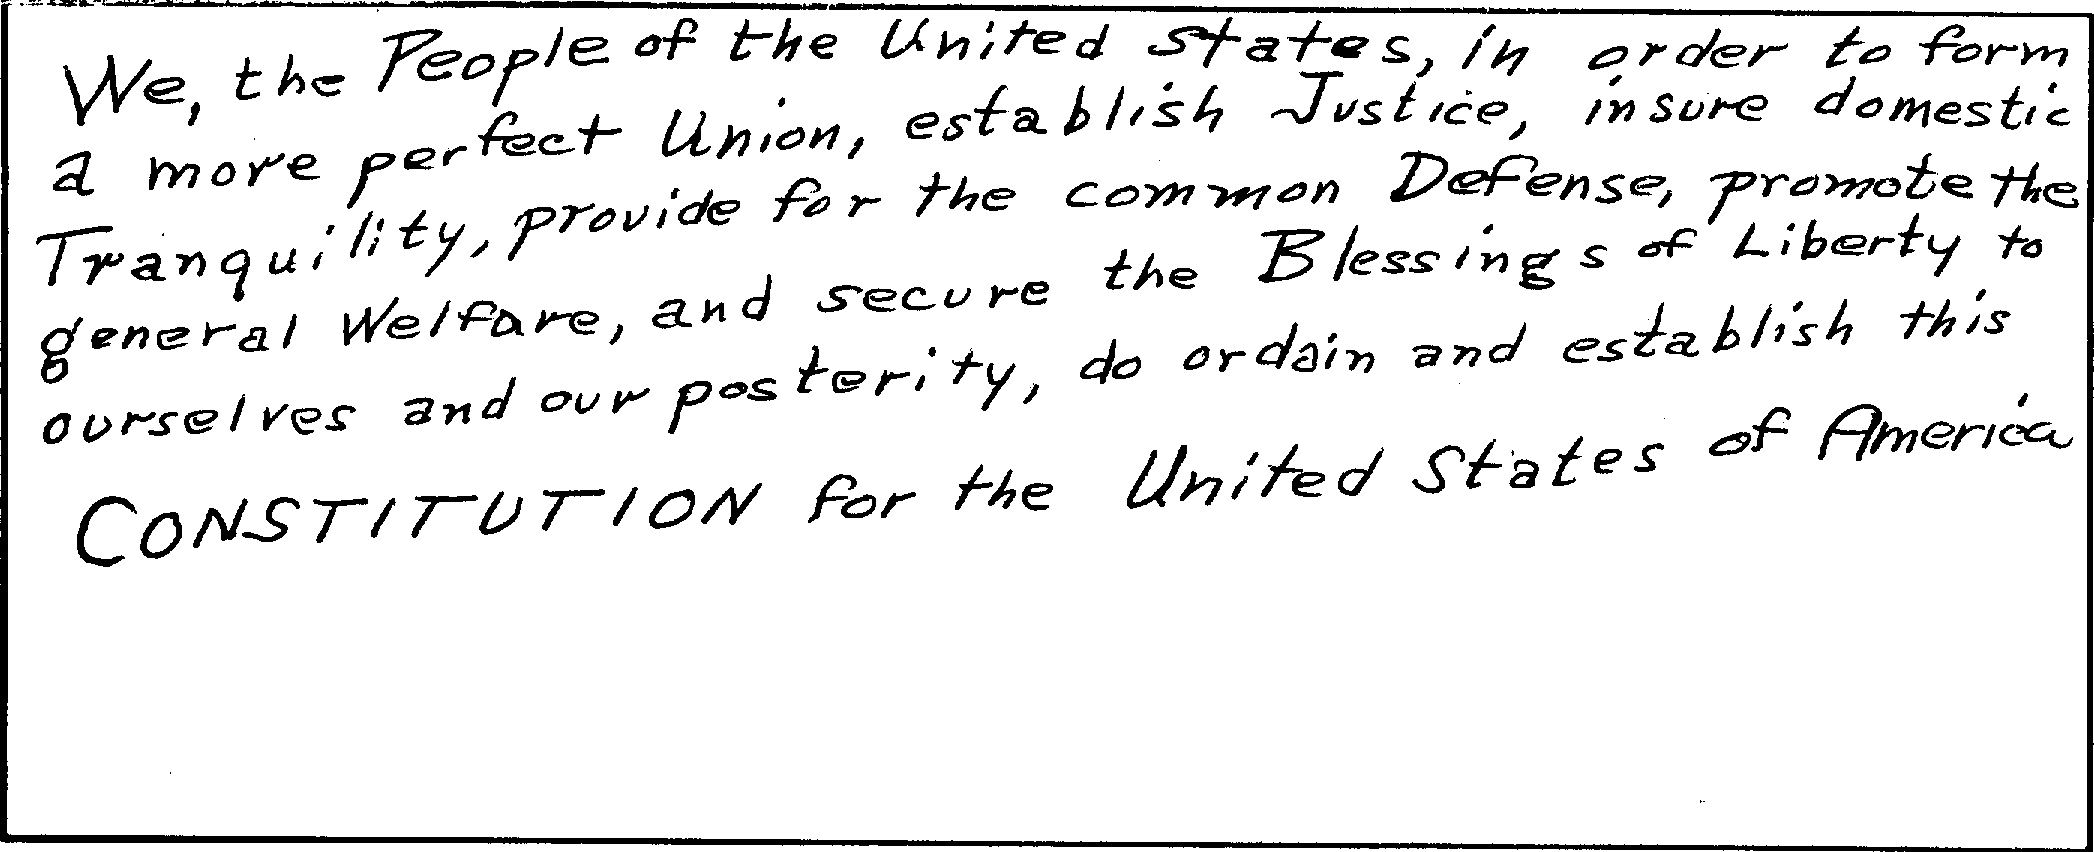 We, the People of the United States, in order to form
a more perfect Union, establish Justice, insure domestic
Tranquility, provide for the common Defense, promote the
general Welfare, and secure the Blessings of Liberty to
ourselves and our posterity, do ordain and establish this
CONSTITUTION for the United States of America